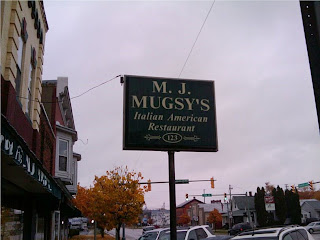 M. J.
MUGSY'S
Italian American
Restaurant
123